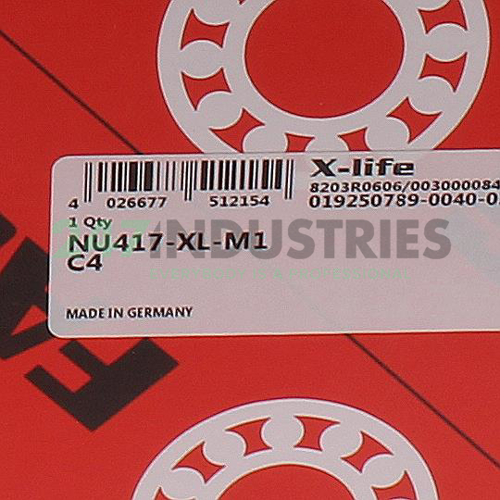 X-life
8203R0606/003000084
019250789-0040-0
4 026677 512154
1 Qty
NU417-XL-M1
C4
INDUSTRIES
MADE IN GERMANY
FA